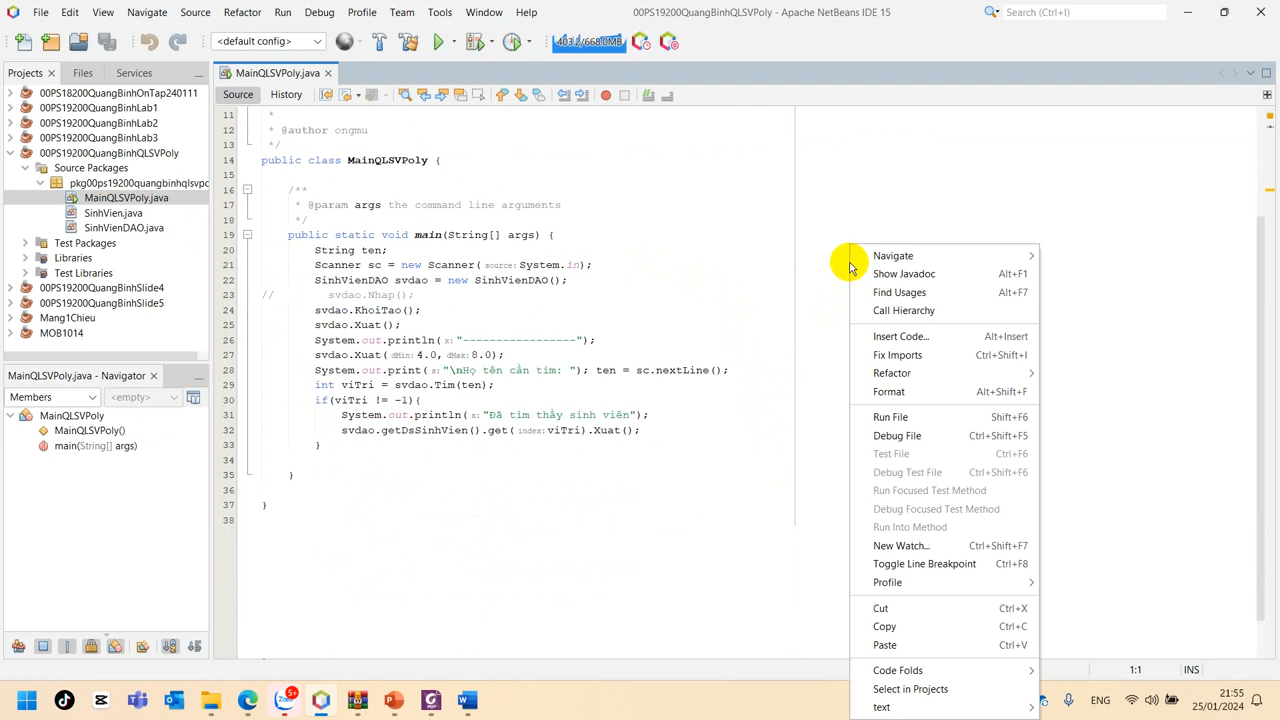 File Edit View Navigate Source Refactor Run Debug Profile Team Tools Window Help
00PS19200QuangBinhQLSVPoly - Apache NetBeans IDE 15
Search (Ctrl+I)
<default config>
403.2/668.0MB
Projects Files Services
MainQLSVPoly.java
Source History
00PS18200QuangBinhOnTap240111
00PS19200QuangBinhLab1
00PS19200QuangBinhLab2
00PS19200QuangBinhLab3
00PS19200QuangBinhQLSVPoly
Source Packages
pkg00ps19200quangbinhqlsvpo
MainQLSVPoly.java
SinhVien.java
SinhVienDAO.java
Test Packages
Libraries
Test Libraries
00PS19200QuangBinhSlide4
00PS19200QuangBinhSlide5
Mang1Chieu
MOB1014
MainQLSVPoly.java - Navigator
Members
<empty>
MainQLSVPoly
MainQLSVPoly()
main(String[] args)
11 *
12 * @author ongmu
13 */
14 public class MainQLSVPoly {
15
16 /**
17 * @param args the command line arguments
18 */
19 public static void main(String[] args) {
20 String ten;
21 Scanner sc = new Scanner( source: System.in);
22 SinhVienDAO svdao = new SinhVienDAO();
23 // svdao.Nhap();
24 svdao.KhoiTao();
25 svdao.Xuat();
26 System.out.println( x: "-----------------");
27 svdao.Xuat( dMin: 4.0, dMax: 8.0);
28 System.out.print( s: "\nHọ tên cần tìm: "); ten = sc.nextLine();
29 int viTri = svdao.Tim(ten);
30 if(viTri != -1){
31 System.out.println( x: "Đã tìm thấy sinh viên");
32 svdao.getDsSinhVien().get( index: viTri).Xuat();
33 }
34
35 }
36
37 }
38
Navigate
Show Javadoc Alt+F1
Find Usages Alt+F7
Call Hierarchy
Insert Code... Alt+Insert
Fix Imports Ctrl+Shift+I
Refactor
Format Alt+Shift+F
Run File Shift+F6
Debug File Ctrl+Shift+F5
Test File Ctrl+F6
Debug Test File Ctrl+Shift+F6
Run Focused Test Method
Debug Focused Test Method
Run Into Method
New Watch... Ctrl+Shift+F7
Toggle Line Breakpoint Ctrl+F8
Profile
Cut Ctrl+X
Copy Ctrl+C
Paste Ctrl+V
Code Folds
Select in Projects
text
1:1 INS
5+
Zalo
ENG
21:55
25/01/2024